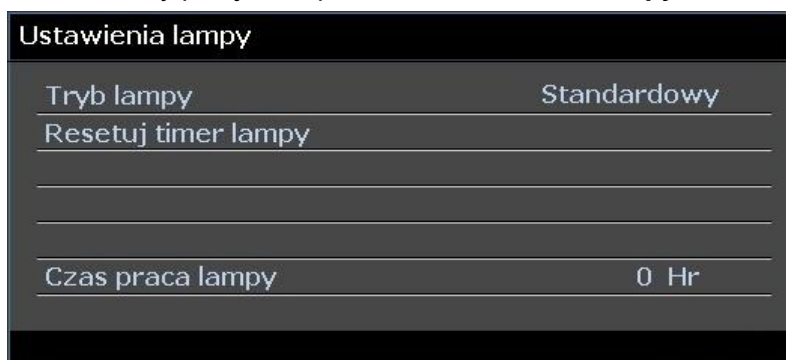 Ustawienia lampy
Tryb lampy Standardowy
Resetuj timer lampy
Czas praca lampy 0 Hr